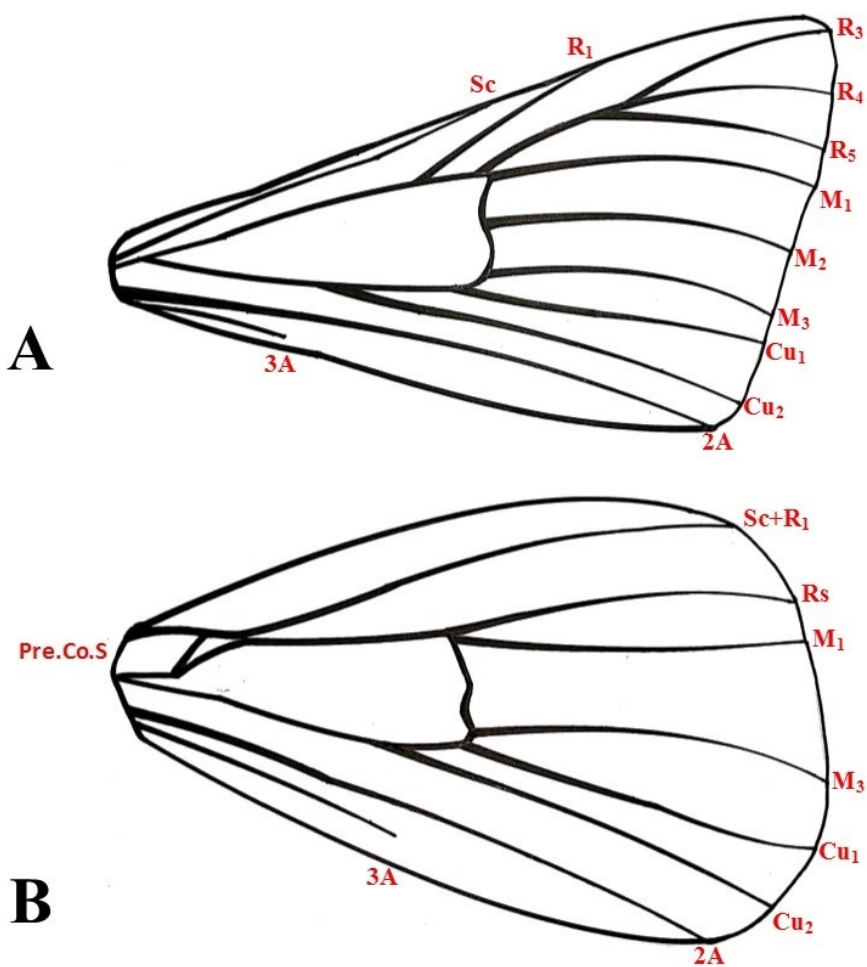 R₃
R₁
Sc
R₄
R₅
M₁
M₂
M₃
A
Cu₁
3A
Cu₂
2A
Sc+R₁
Rs
M₁
Pre.Co.S
M₃
Cu₁
3A
B
Cu₂
2A